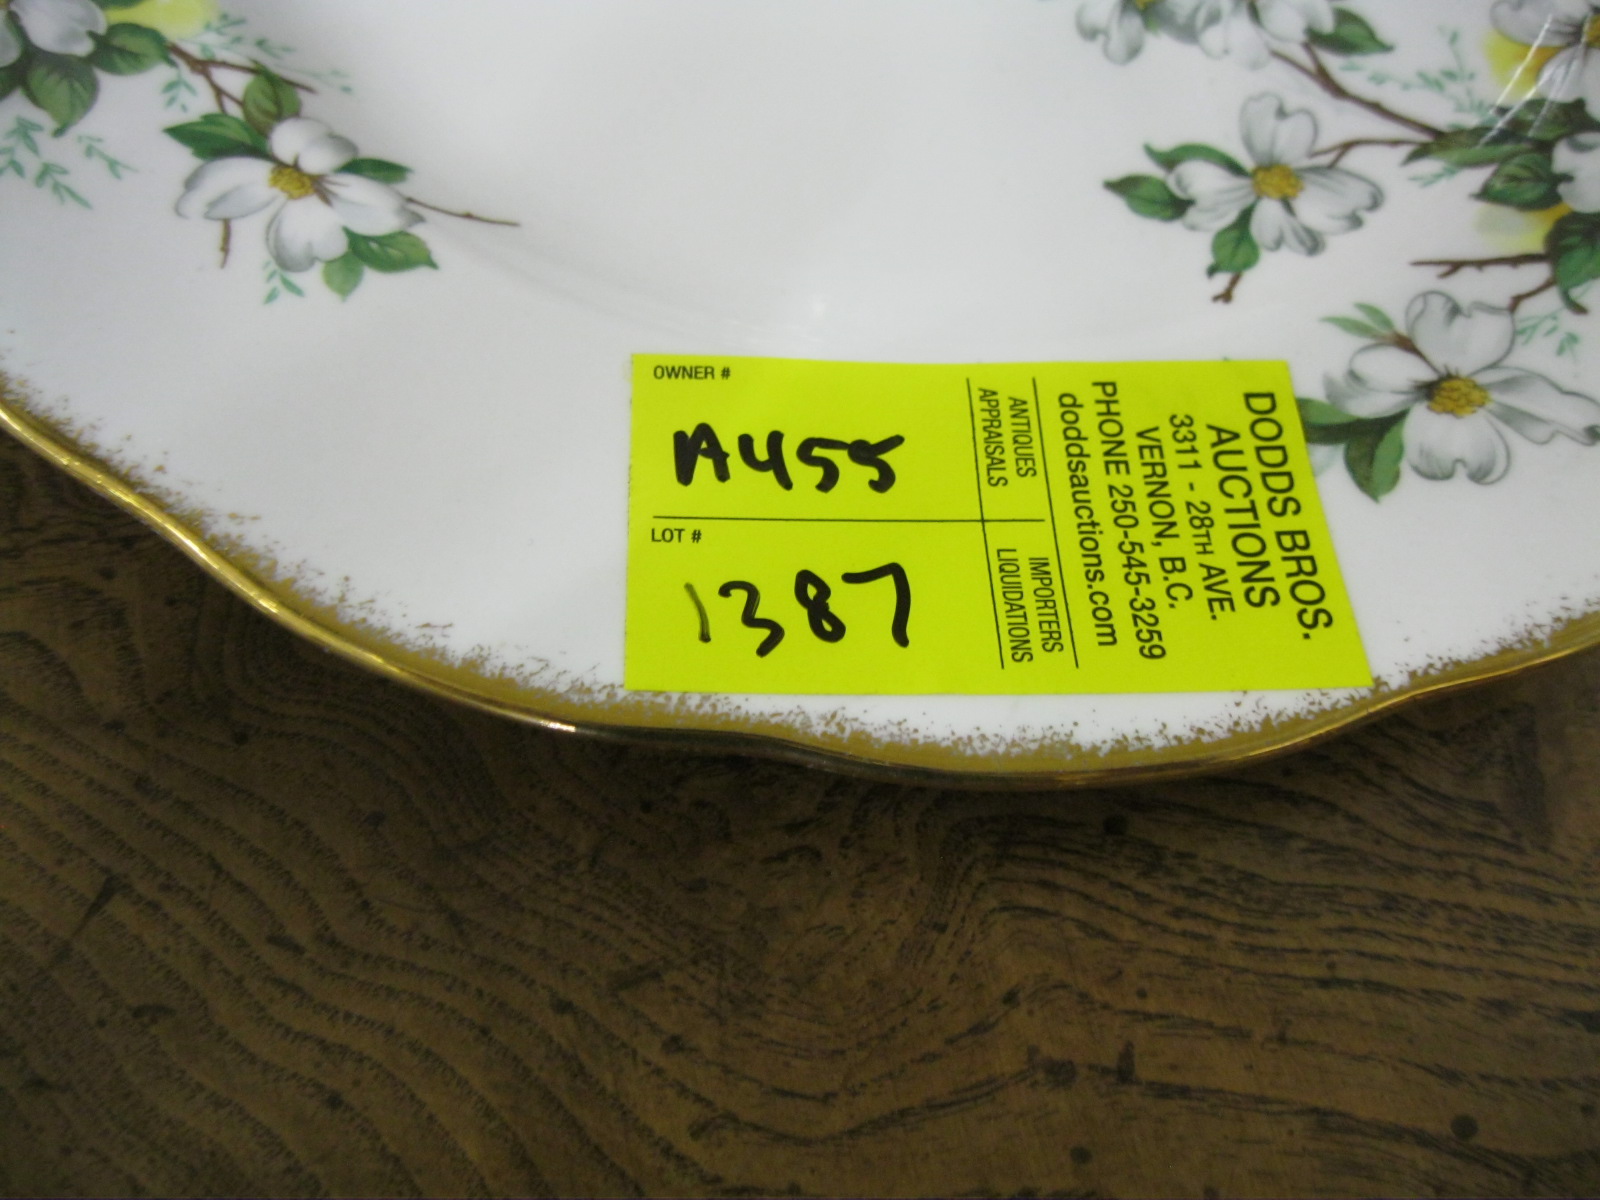 OWNER #
A455
LOT #
1387
ANTIQUES
APPRAISALS
IMPORTERS
LIQUIDATIONS
DODDS BROS.
AUCTIONS
3311 - 28TH AVE.
VERNON, B.C.
PHONE 250-545-3259
doddsauctions.com